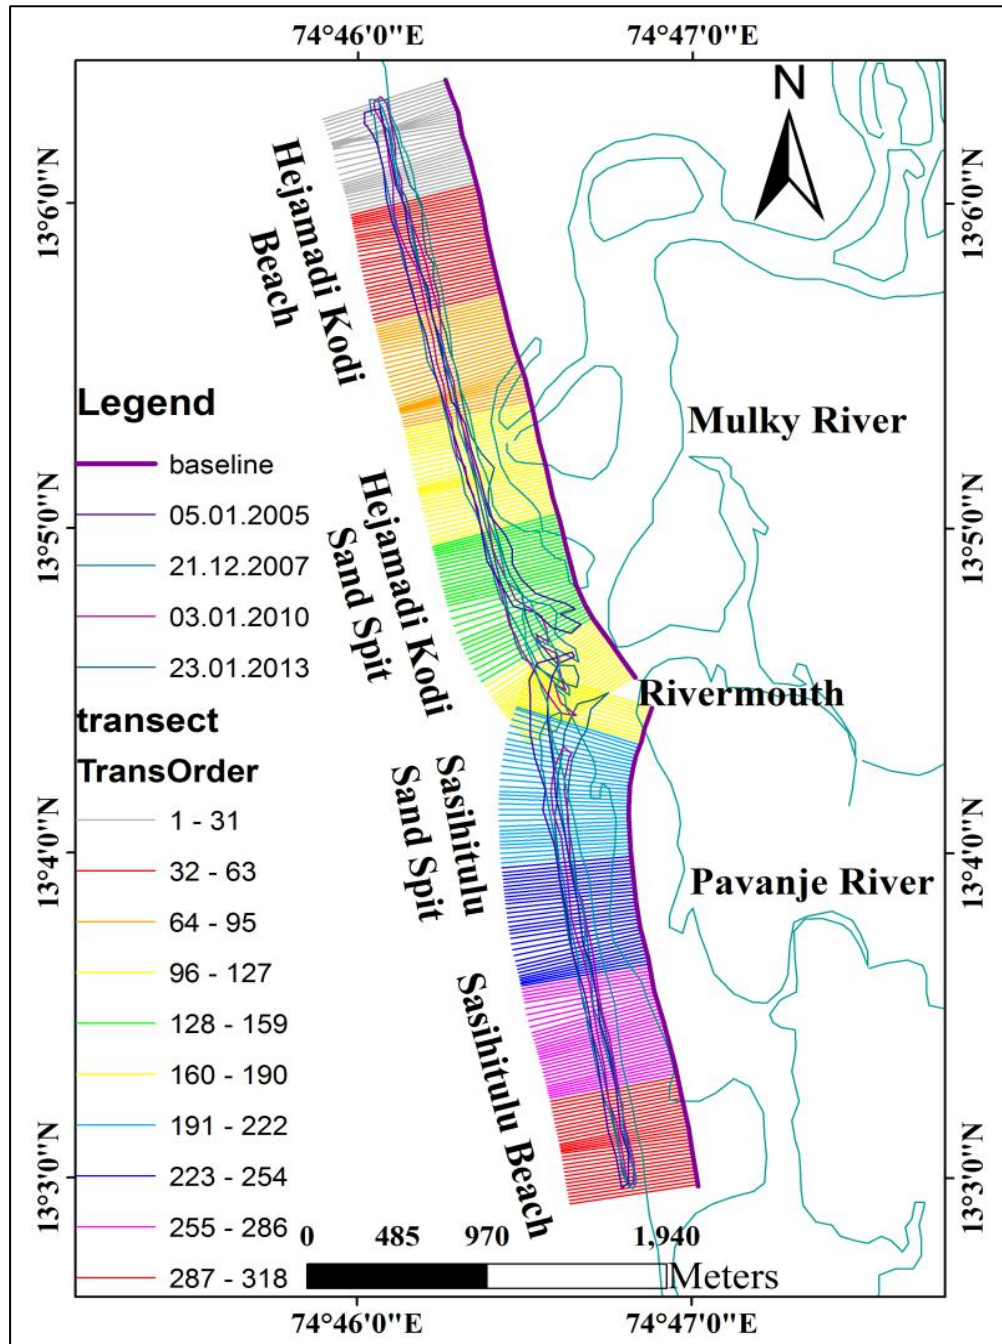 74°46'0"E
74°47'0"E
N
13°6'0"N
13°6'0"N
Hejamadi Kodi
Beach
Legend
baseline
05.01.2005
21.12.2007
03.01.2010
23.01.2013
transect
TransOrder
1 - 31
32 - 63
64 - 95
96 - 127
128 - 159
160 - 190
191 - 222
223 - 254
255 - 286
287 - 318
Mulky River
13°5'0"N
13°5'0"N
Hejamadi Kodi
Sand Spit
Rivermouth
Sasihitulu
Sand Spit
13°4'0"N
13°4'0"N
Pavanje River
Sasihitulu Beach
13°3'0"N
13°3'0"N
0 485 970 1,940
Meters
74°46'0"E
74°47'0"E